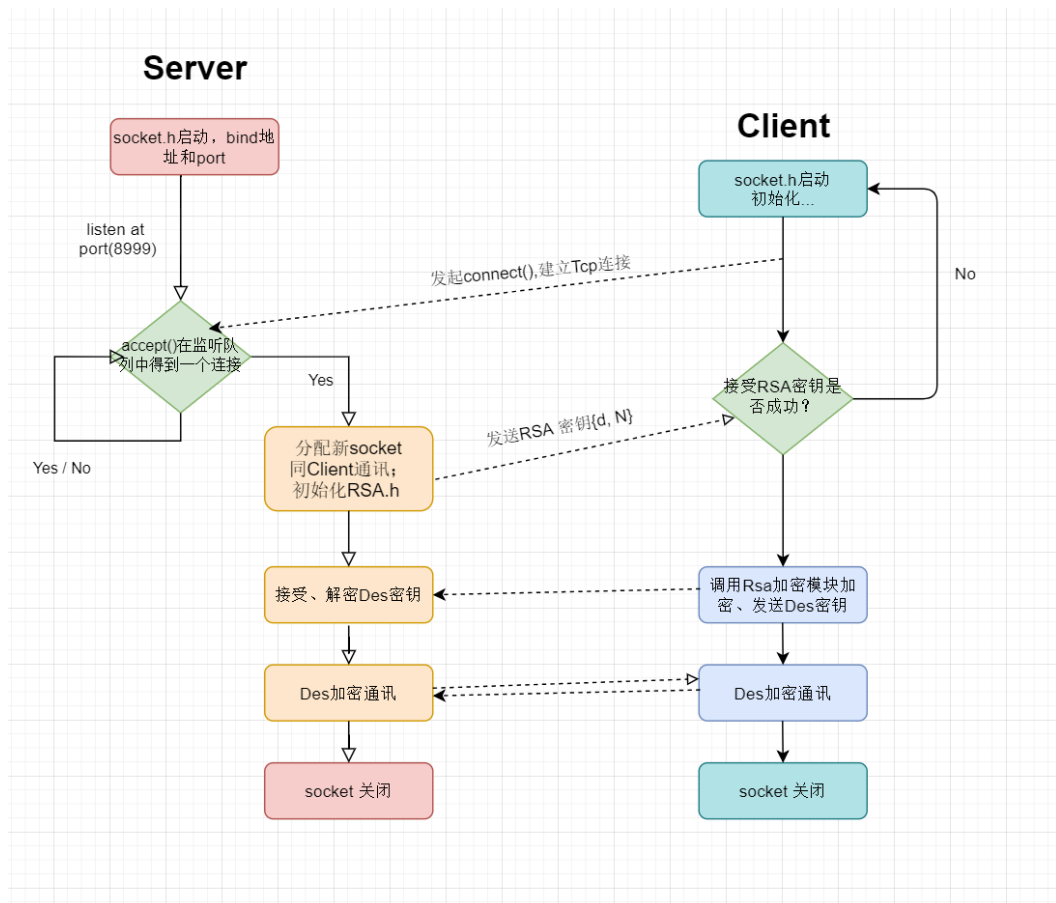 Server
socket.h启动，bind地
址和port
listen at
port(8999)
accept()在监听队
列中得到一个连接
Yes
Yes / No
分配新socket
同Client通讯；
初始化RSA.h
接受、解密Des密钥
Des加密通讯
socket 关闭
发起connect(),建立Tcp连接
发送RSA 密钥{d, N}
Client
socket.h启动
初始化...
No
接受RSA密钥是
否成功？
调用Rsa加密模块加
密、发送Des密钥
Des加密通讯
socket 关闭